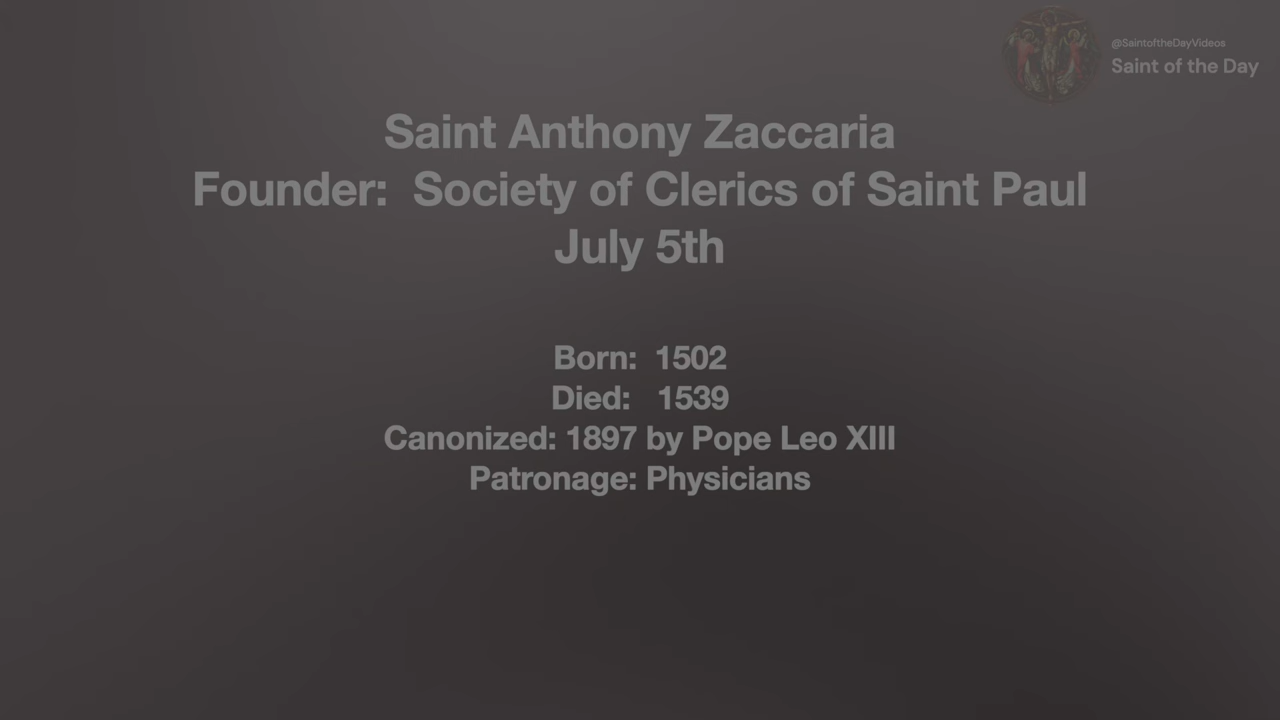 @SaintoftheDayVideos
Saint of the Day
Saint Anthony Zaccaria
Founder: Society of Clerics of Saint Paul
July 5th
Born: 1502
Died: 1539
Canonized: 1897 by Pope Leo XIII
Patronage: Physicians